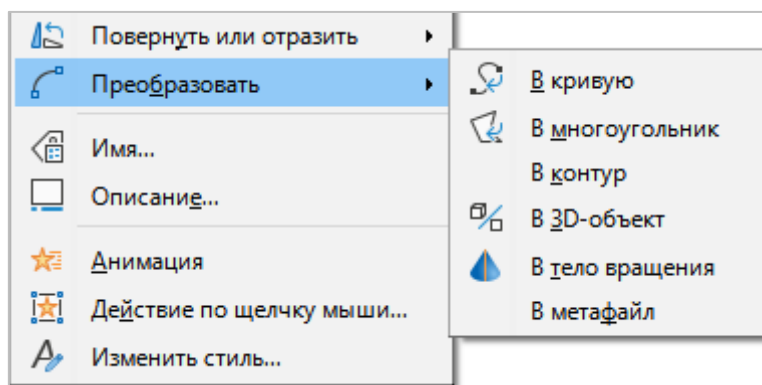 Повернуть или отразить
Преобразовать
Имя...
Описание...
Анимация
Действие по щелчку мыши...
Изменить стиль...
В кривую
В многоугольник
В контур
В 3D-объект
В тело вращения
В метафайл